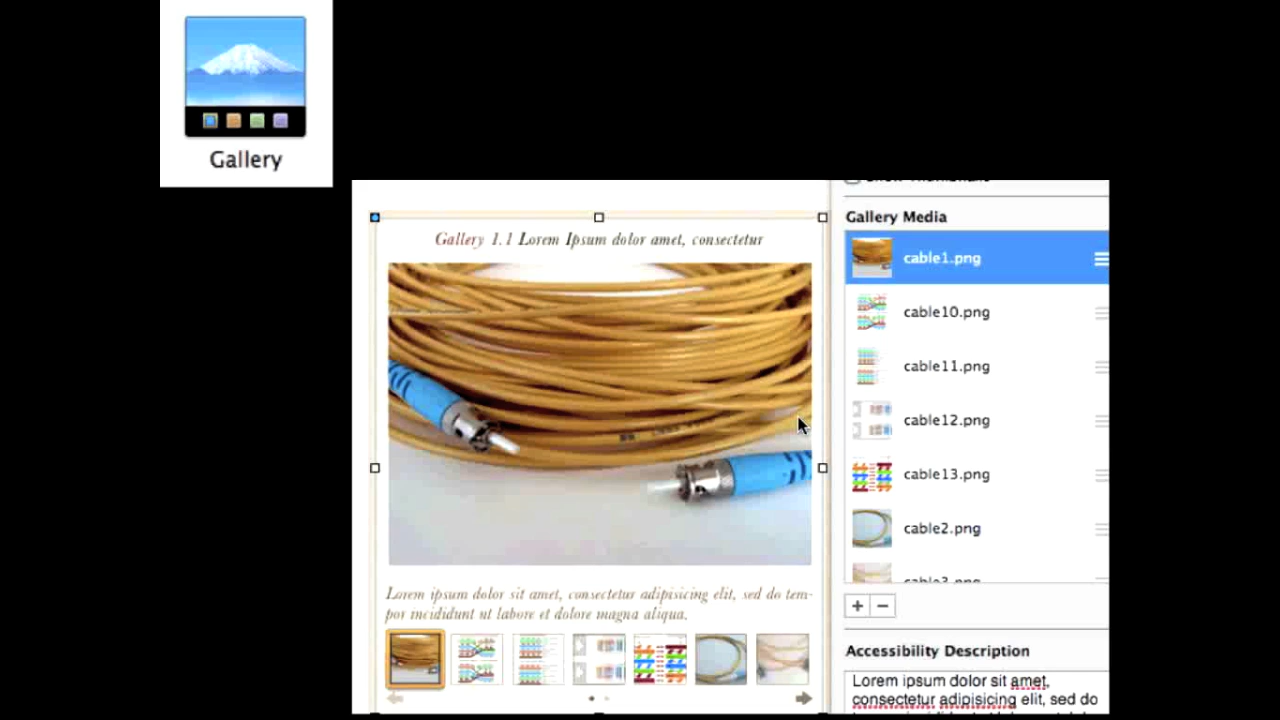 Gallery
Gallery 1.1 Lorem Ipsum dolor amet, consectetur
Lorem ipsum dolor sit amet, consectetur adipisicing elit, sed do tem-
por incididunt ut labore et dolore magna aliqua.
Gallery Media
cable1.png
cable10.png
cable11.png
cable12.png
cable13.png
cable2.png
cable3.png
Accessibility Description
Lorem ipsum dolor sit amet,
consectetur adipisicing elit, sed do